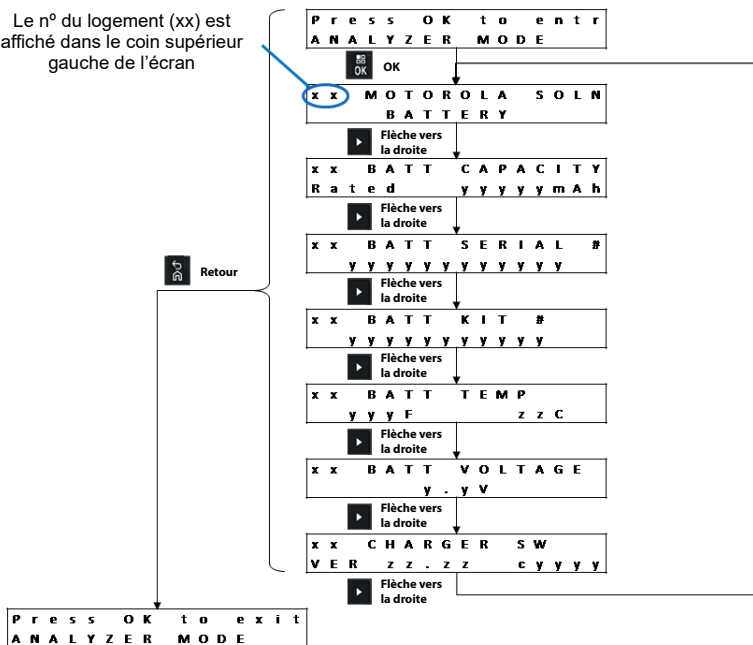 Le nº du logement (xx) est
affiché dans le coin supérieur
gauche de l'écran
Press OK to entr
ANALYZER MODE
OK
OK
xx MOTOROLA SOLN
BATTERY
Flèche vers
la droite
xx BATT CAPACITY
Rated yyyyymAh
Flèche vers
la droite
xx BATT SERIAL #
yyyyyyyyyyyy
Flèche vers
la droite
xx BATT KIT #
yyyyyyyyyyy
Flèche vers
la droite
xx BATT TEMP
yyyF zzC
Flèche vers
la droite
xx BATT VOLTAGE
y.yV
Flèche vers
la droite
xx CHARGER SW
VER zz.zz cyyyy
Flèche vers
la droite
Retour
Press OK to exit
ANALYZER MODE